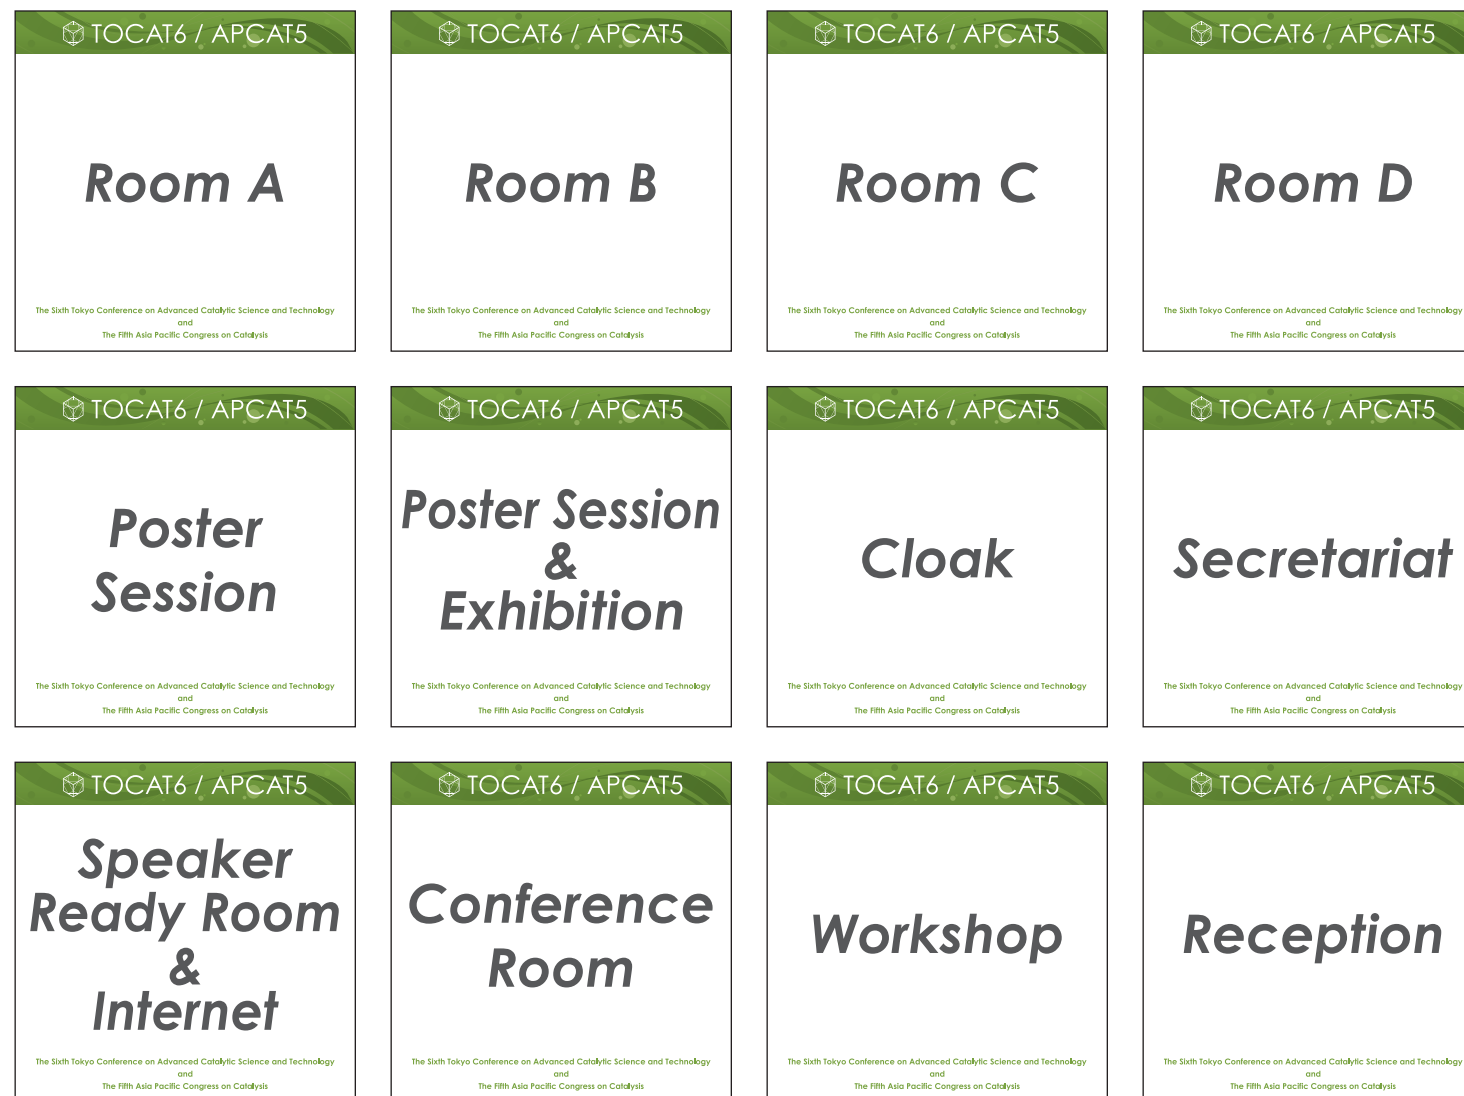 TOCAT6 / APCAT5
Room A
The Sixth Tokyo Conference on Advanced Catalytic Science and Technology
and
The Fifth Asia Pacific Congress on Catalysis
TOCAT6 / APCAT5
Room B
The Sixth Tokyo Conference on Advanced Catalytic Science and Technology
and
The Fifth Asia Pacific Congress on Catalysis
TOCAT6 / APCAT5
Room C
The Sixth Tokyo Conference on Advanced Catalytic Science and Technology
and
The Fifth Asia Pacific Congress on Catalysis
TOCAT6 / APCAT5
Room D
The Sixth Tokyo Conference on Advanced Catalytic Science and Technology
and
The Fifth Asia Pacific Congress on Catalysis
TOCAT6 / APCAT5
Poster
Session
The Sixth Tokyo Conference on Advanced Catalytic Science and Technology
and
The Fifth Asia Pacific Congress on Catalysis
TOCAT6 / APCAT5
Poster Session
&
Exhibition
The Sixth Tokyo Conference on Advanced Catalytic Science and Technology
and
The Fifth Asia Pacific Congress on Catalysis
TOCAT6 / APCAT5
Cloak
The Sixth Tokyo Conference on Advanced Catalytic Science and Technology
and
The Fifth Asia Pacific Congress on Catalysis
TOCAT6 / APCAT5
Secretariat
The Sixth Tokyo Conference on Advanced Catalytic Science and Technology
and
The Fifth Asia Pacific Congress on Catalysis
TOCAT6 / APCAT5
Speaker
Ready Room
&
Internet
The Sixth Tokyo Conference on Advanced Catalytic Science and Technology
and
The Fifth Asia Pacific Congress on Catalysis
TOCAT6 / APCAT5
Conference
Room
The Sixth Tokyo Conference on Advanced Catalytic Science and Technology
and
The Fifth Asia Pacific Congress on Catalysis
TOCAT6 / APCAT5
Workshop
The Sixth Tokyo Conference on Advanced Catalytic Science and Technology
and
The Fifth Asia Pacific Congress on Catalysis
TOCAT6 / APCAT5
Reception
The Sixth Tokyo Conference on Advanced Catalytic Science and Technology
and
The Fifth Asia Pacific Congress on Catalysis